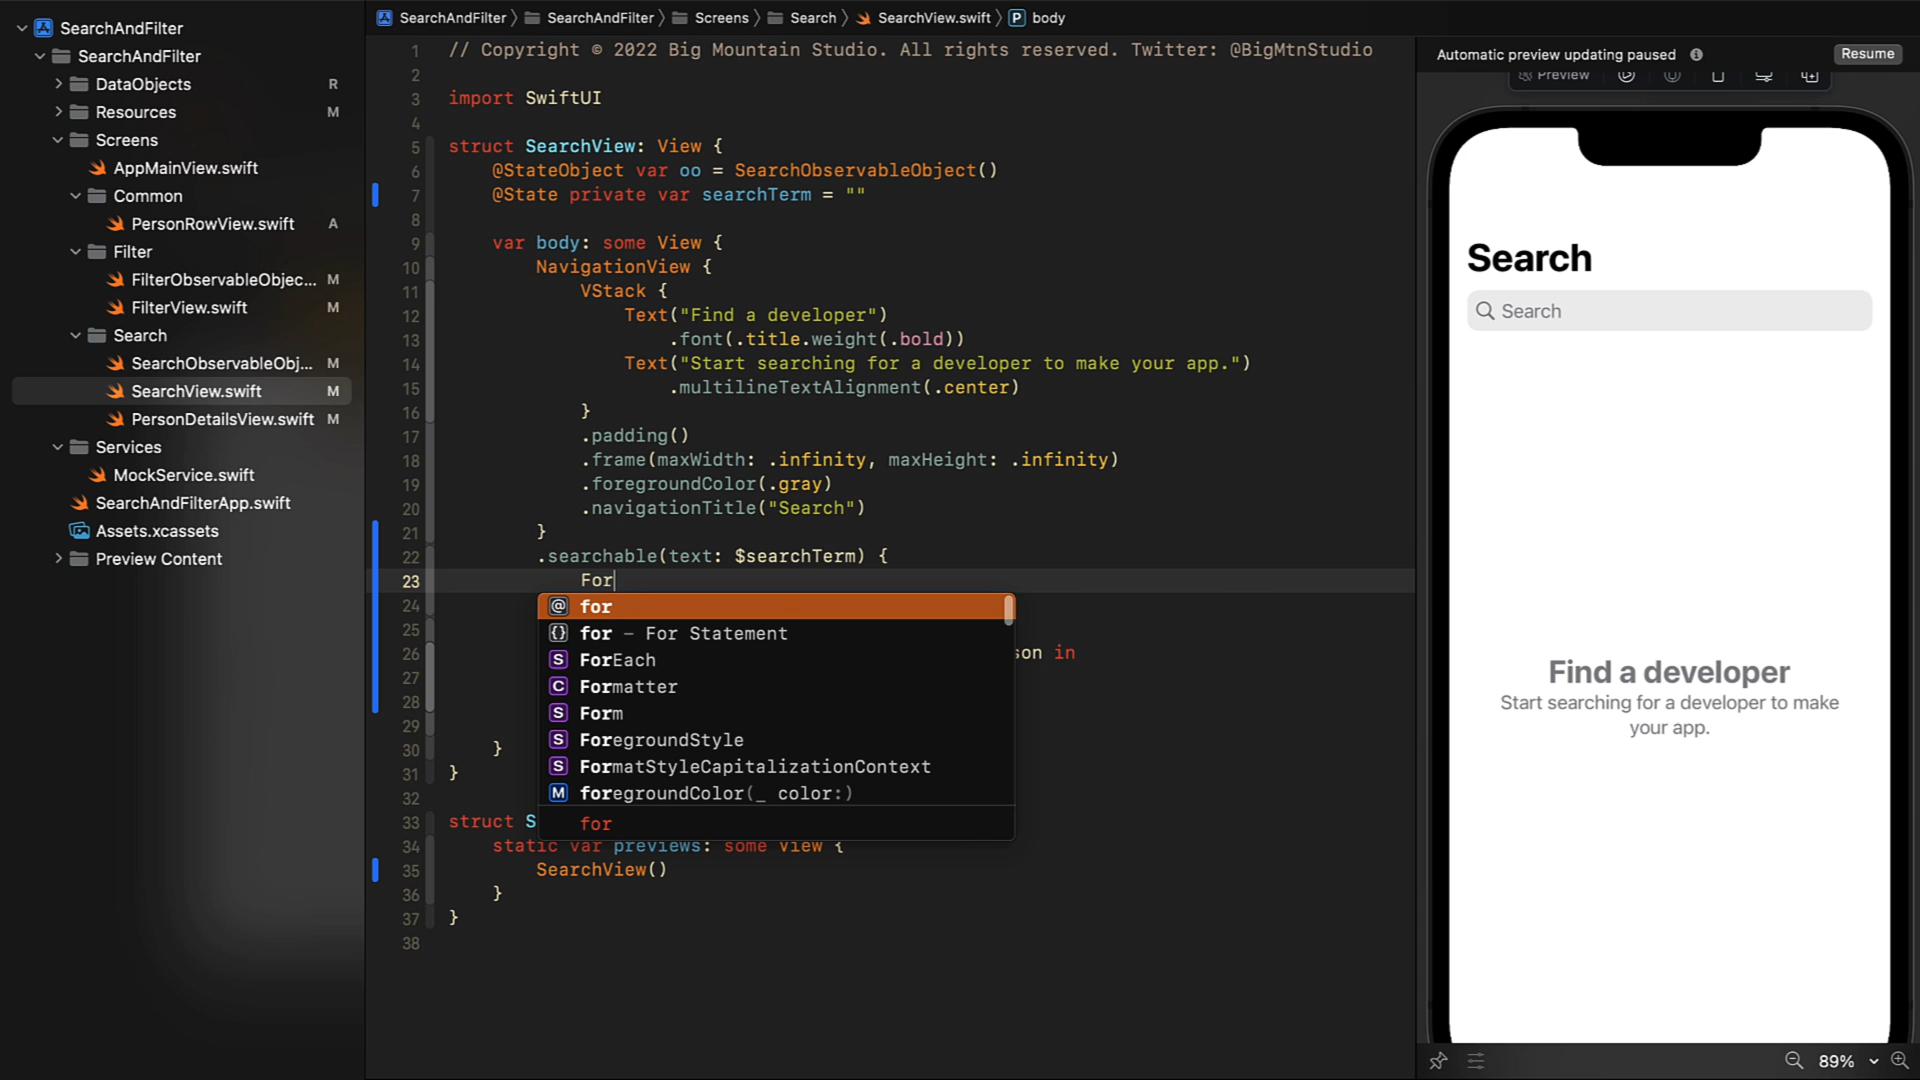 SearchAndFilter
SearchAndFilter
DataObjects R
Resources M
Screens
AppMainView.swift
Common
PersonRowView.swift A
Filter
FilterObservableObjec... M
FilterView.swift M
Search
SearchObservableObj... M
SearchView.swift M
PersonDetailsView.swift M
Services
MockService.swift
SearchAndFilterApp.swift
Assets.xcassets
Preview Content
SearchAndFilter SearchAndFilter Screens Search SearchView.swift P body
1 // Copyright © 2022 Big Mountain Studio. All rights reserved. Twitter: @BigMtnStudio
2
3 import SwiftUI
4
5 struct SearchView: View {
6 @StateObject var oo = SearchObservableObject()
7 @State private var searchTerm = ""
8
9 var body: some View {
10 NavigationView {
11 VStack {
12 Text("Find a developer")
13 .font(.title.weight(.bold))
14 Text("Start searching for a developer to make your app.")
15 .multilineTextAlignment(.center)
16 }
17 .padding()
18 .frame(maxWidth: .infinity, maxHeight: .infinity)
19 .foregroundColor(.gray)
20 .navigationTitle("Search")
21 }
22 .searchable(text: $searchTerm) {
23 For
24
25
26 son in
27
28
29
30 }
31 }
32
33 struct S
34 static var previews: some View {
35 SearchView()
36 }
37 }
38
@ for
{} for – For Statement
S ForEach
C Formatter
S Form
S ForegroundStyle
S FormatStyleCapitalizationContext
M foregroundColor(_ color:)
for
Automatic preview updating paused
Resume
Preview
Search
Search
Find a developer
Start searching for a developer to make
your app.
89%